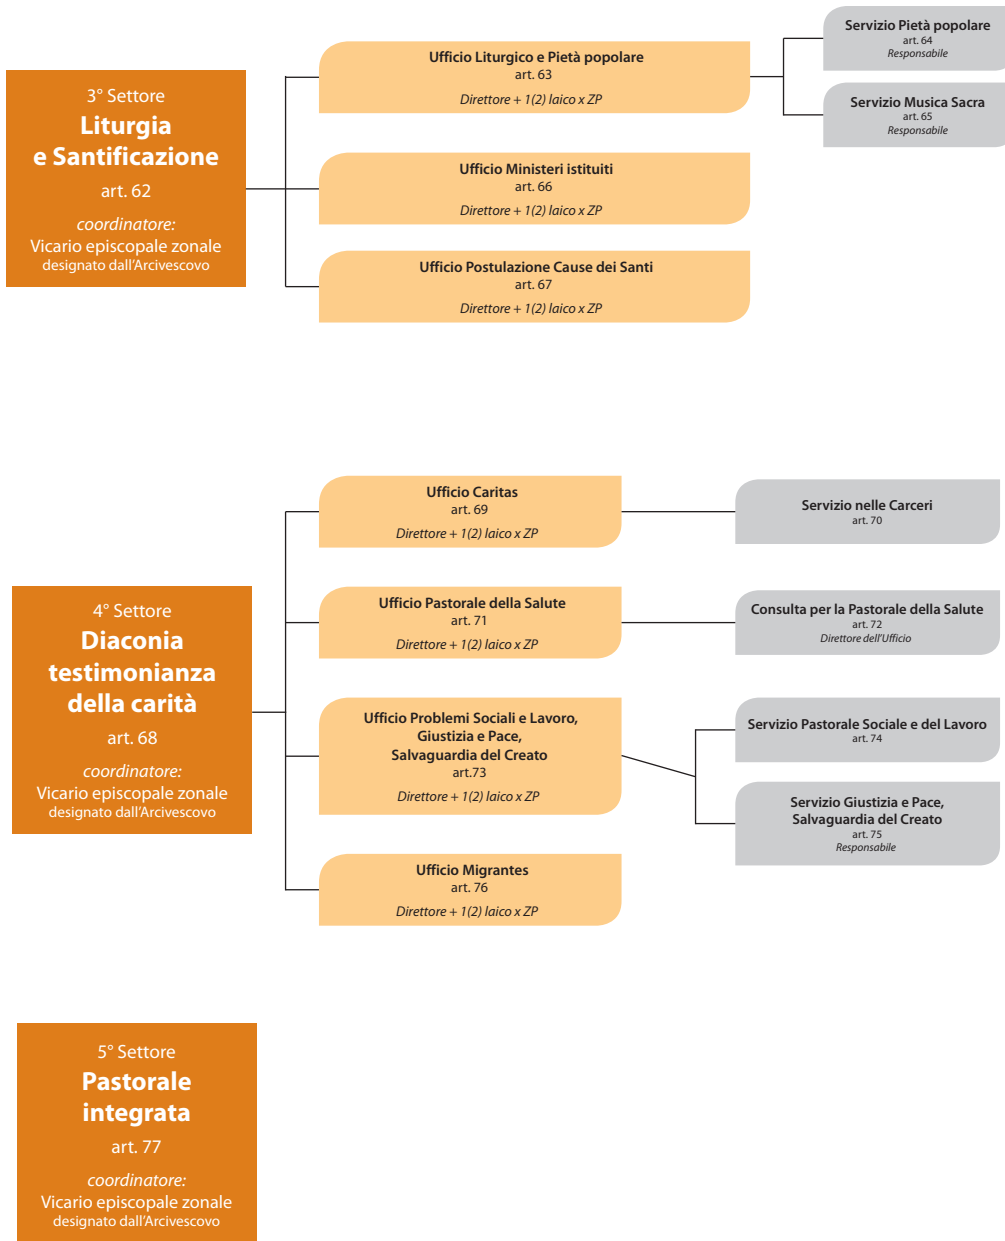 3° Settore
Liturgia
e Santificazione
art. 62
coordinatore:
Vicario episcopale zonale
designato dall'Arcivescovo
Ufficio Liturgico e Pietà popolare
art. 63
Direttore + 1(2) laico x ZP
Servizio Pietà popolare
art. 64
Responsabile
Servizio Musica Sacra
art. 65
Responsabile
Ufficio Ministeri istituiti
art. 66
Direttore + 1(2) laico x ZP
Ufficio Postulazione Cause dei Santi
art. 67
Direttore + 1(2) laico x ZP
4° Settore
Diaconia
testimonianza
della carità
art. 68
coordinatore:
Vicario episcopale zonale
designato dall'Arcivescovo
Ufficio Caritas
art. 69
Direttore + 1(2) laico x ZP
Servizio nelle Carceri
art. 70
Ufficio Pastorale della Salute
art. 71
Direttore + 1(2) laico x ZP
Consulta per la Pastorale della Salute
art. 72
Direttore dell'Ufficio
Ufficio Problemi Sociali e Lavoro,
Giustizia e Pace,
Salvaguardia del Creato
art.73
Direttore + 1(2) laico x ZP
Servizio Pastorale Sociale e del Lavoro
art. 74
Servizio Giustizia e Pace,
Salvaguardia del Creato
art. 75
Responsabile
Ufficio Migrantes
art. 76
Direttore + 1(2) laico x ZP
5° Settore
Pastorale
integrata
art. 77
coordinatore:
Vicario episcopale zonale
designato dall'Arcivescovo